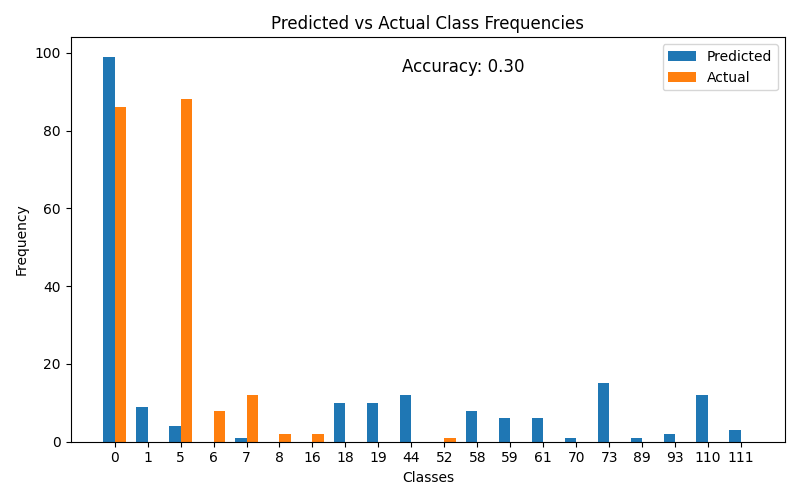 Predicted vs Actual Class Frequencies
Accuracy: 0.30
Predicted
Actual
Frequency
100
80
60
40
20
0
0 1 5 6 7 8 16 18 19 44 52 58 59 61 70 73 89 93 110 111
Classes